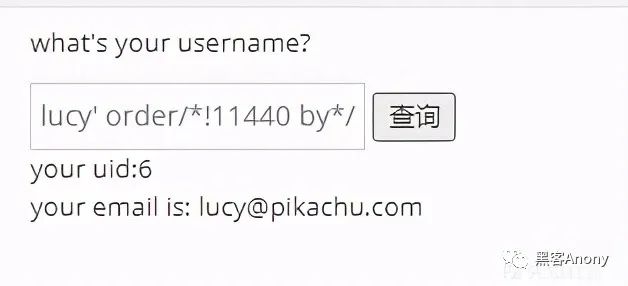 what's your username?
lucy' order/*!11440 by*/ 查询
your uid:6
your email is: lucy@pikachu.com
黑客Anony